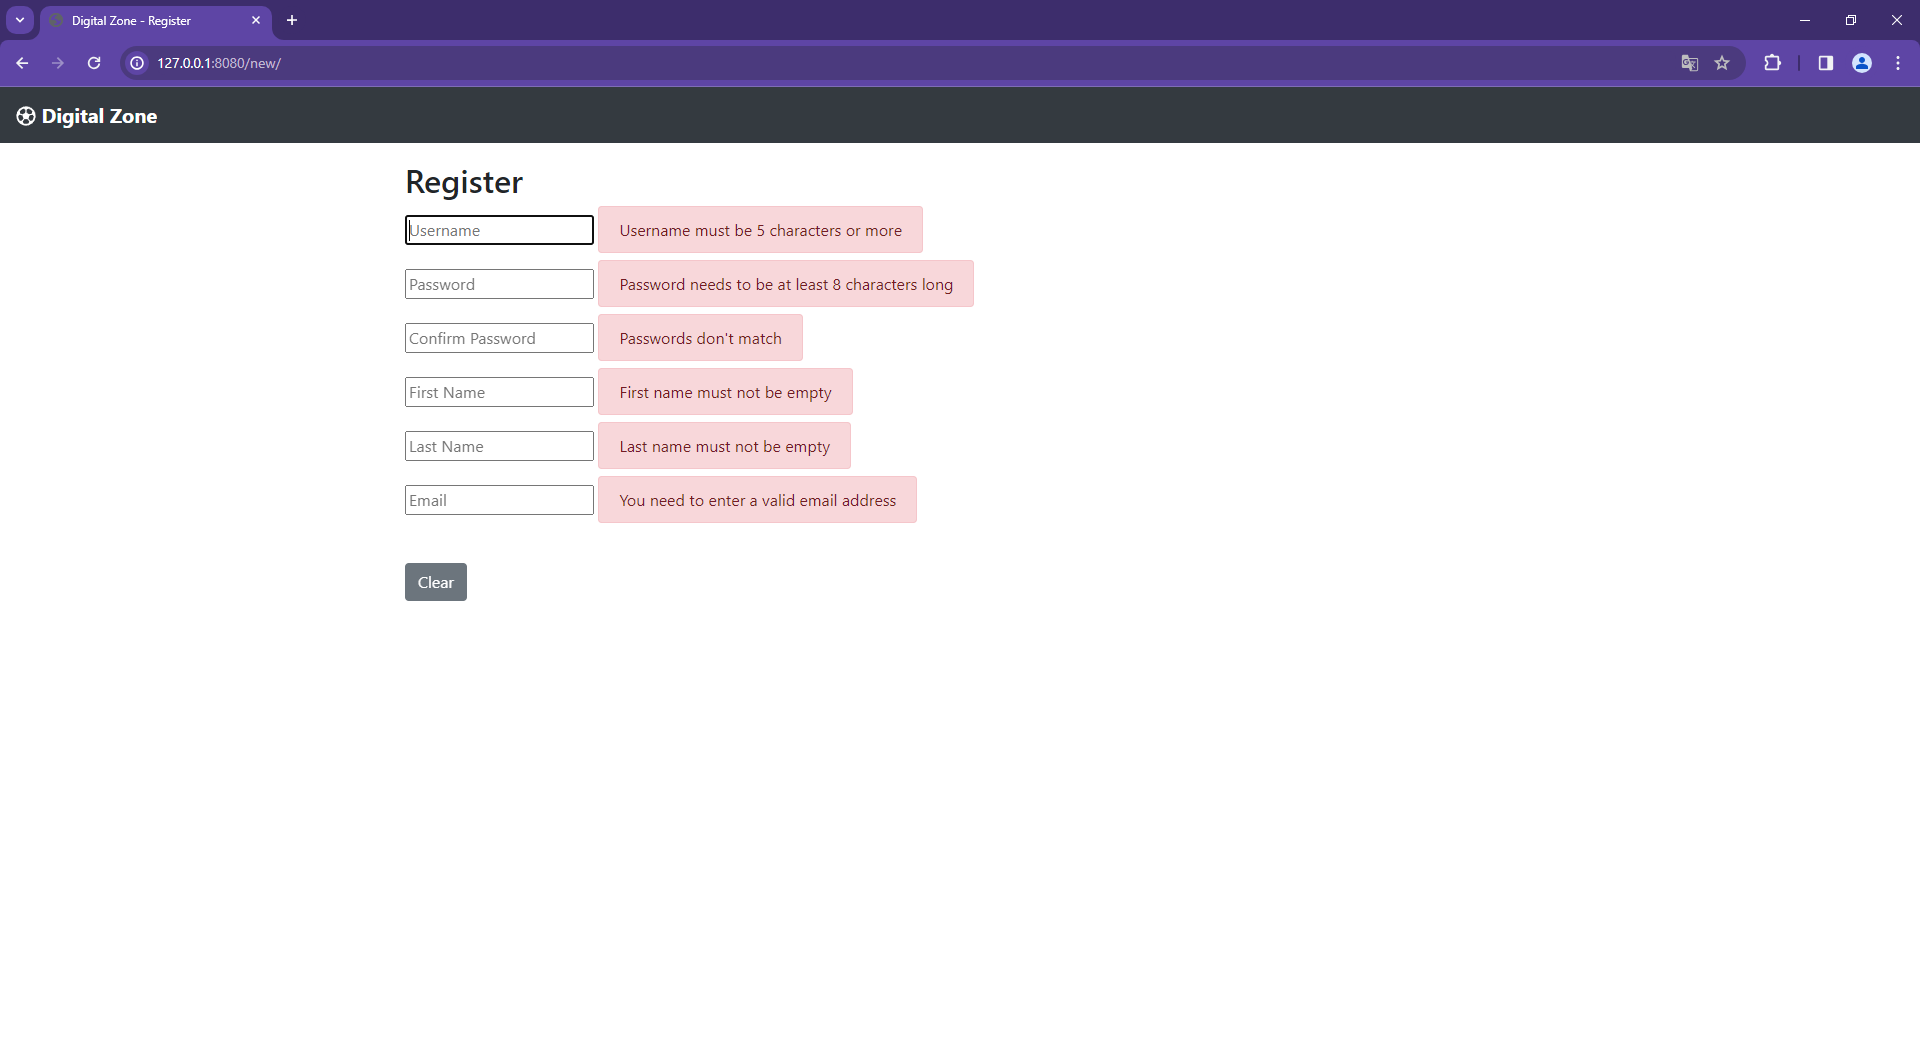 Digital Zone - Register
127.0.0.1:8080/new/
Digital Zone
Register
Username Username must be 5 characters or more
Password Password needs to be at least 8 characters long
Confirm Password Passwords don't match
First Name First name must not be empty
Last Name Last name must not be empty
Email You need to enter a valid email address
Clear